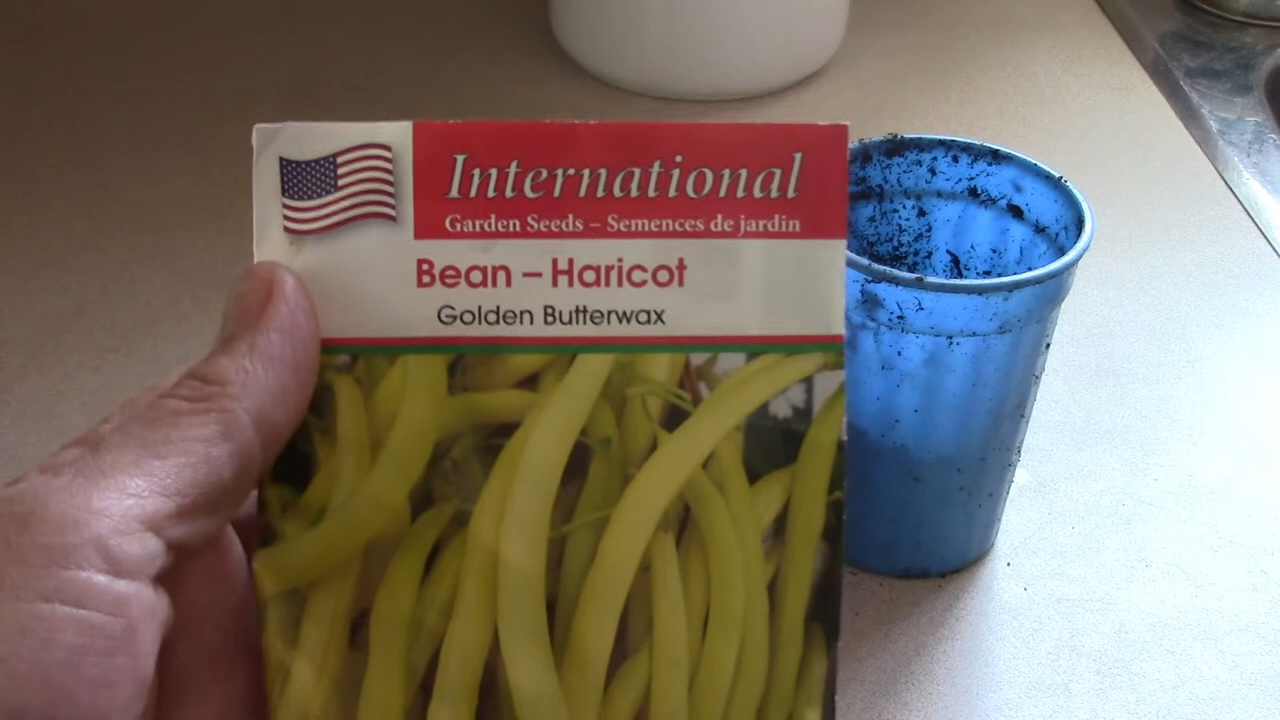 International
Garden Seeds – Semences de jardin
Bean – Haricot
Golden Butterwax